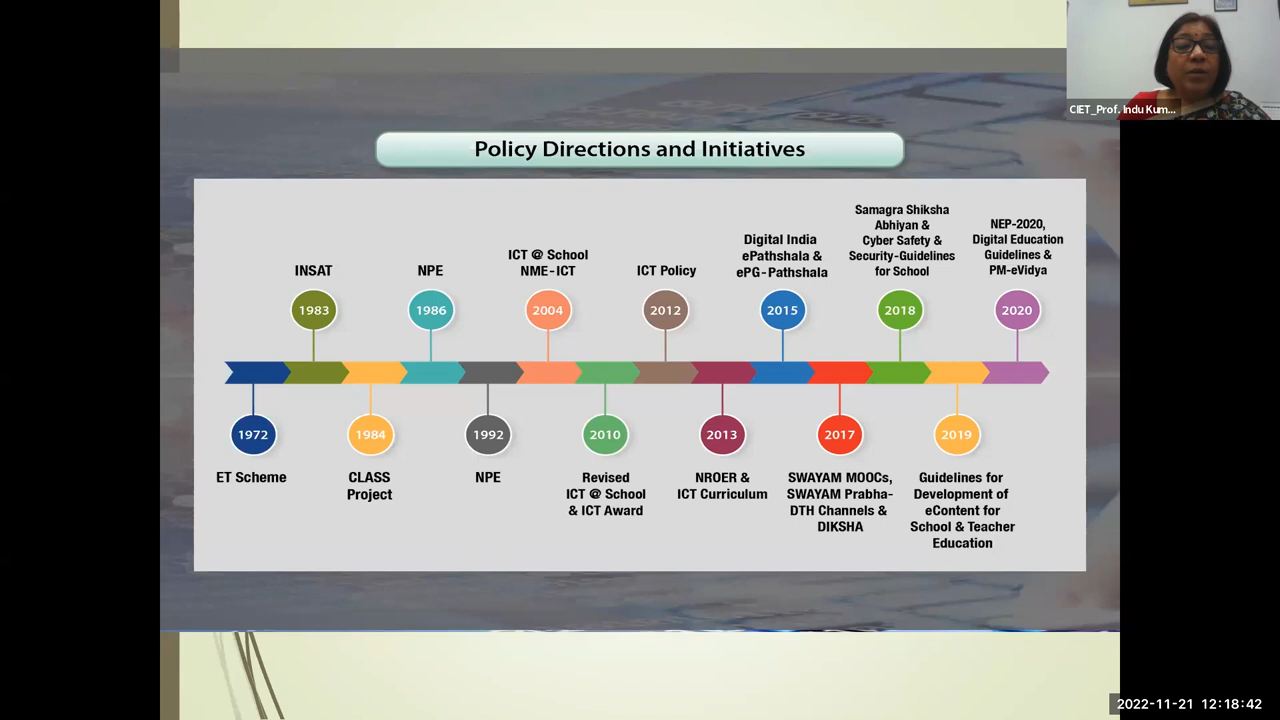 CIET_Prof. Indu Kum...
Policy Directions and Initiatives
INSAT
1983
NPE
1986
ICT @ School
NME-ICT
2004
ICT Policy
2012
Digital India
ePathshala &
ePG-Pathshala
2015
Samagra Shiksha
Abhiyan &
Cyber Safety &
Security-Guidelines
for School
2018
NEP-2020,
Digital Education
Guidelines &
PM-eVidya
2020
1972
ET Scheme
1984
CLASS
Project
1992
NPE
2010
Revised
ICT @ School
& ICT Award
2013
NROER &
ICT Curriculum
2017
SWAYAM MOOCs,
SWAYAM Prabha-
DTH Channels &
DIKSHA
2019
Guidelines for
Development of
eContent for
School & Teacher
Education
2022-11-21 12:18:42